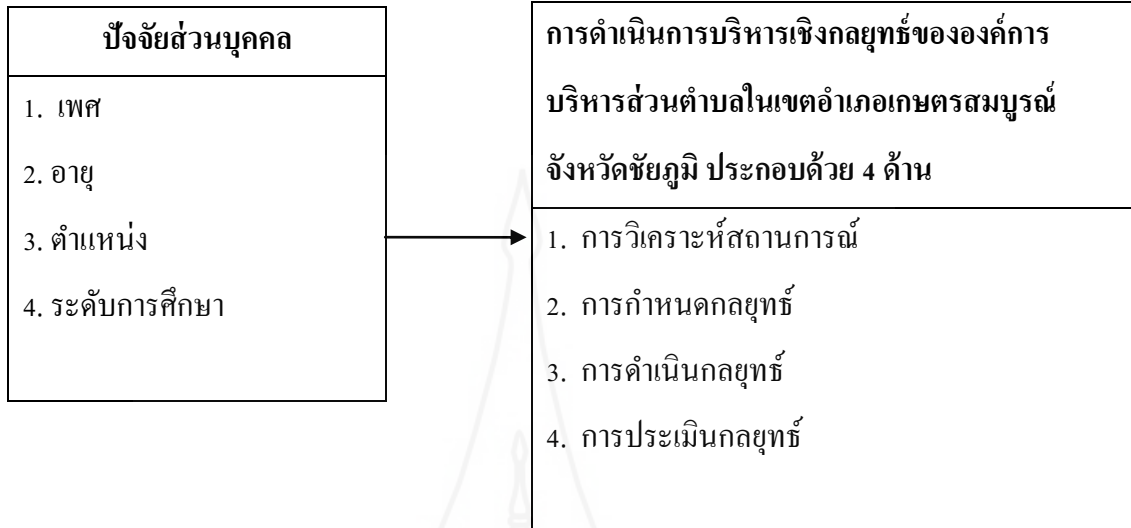 ปัจจัยส่วนบุคคล
1. เพศ
2. อายุ
3. ตำแหน่ง
4. ระดับการศึกษา
การดำเนินการบริหารเชิงกลยุทธ์ขององค์การ
บริหารส่วนตำบลในเขตอำเภอเกษตรสมบูรณ์
จังหวัดชัยภูมิ ประกอบด้วย 4 ด้าน
1. การวิเคราะห์สถานการณ์
2. การกำหนดกลยุทธ์
3. การดำเนินกลยุทธ์
4. การประเมินกลยุทธ์